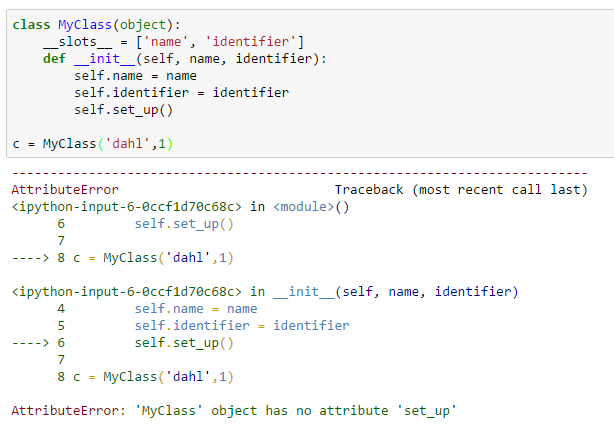 class MyClass(object):
    __slots__ = ['name', 'identifier']
    def __init__(self, name, identifier):
        self.name = name
        self.identifier = identifier
        self.set_up()

c = MyClass('dahl',1)
---------------------------------------------------------------------------
AttributeError                            Traceback (most recent call last)
<ipython-input-6-0ccf1d70c68c> in <module>()
      6         self.set_up()
      7
----> 8 c = MyClass('dahl',1)

<ipython-input-6-0ccf1d70c68c> in __init__(self, name, identifier)
      4         self.name = name
      5         self.identifier = identifier
----> 6         self.set_up()
      7
      8 c = MyClass('dahl',1)

AttributeError: 'MyClass' object has no attribute 'set_up'